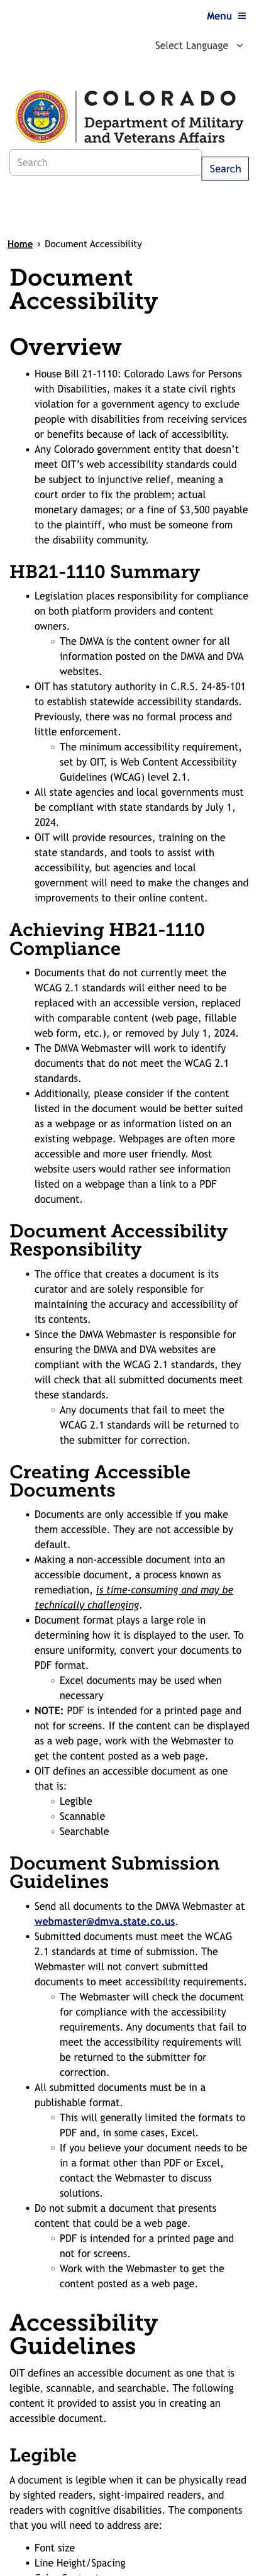 Menu ≡
Select Language
COLORADO
Department of Military
and Veterans Affairs
Search
Search
Home › Document Accessibility
Document
Accessibility
Overview
• House Bill 21-1110: Colorado Laws for Persons
with Disabilities, makes it a state civil rights
violation for a government agency to exclude
people with disabilities from receiving services
or benefits because of lack of accessibility.
• Any Colorado government entity that doesn’t
meet OIT’s web accessibility standards could
be subject to injunctive relief, meaning a
court order to fix the problem; actual
monetary damages; or a fine of $3,500 payable
to the plaintiff, who must be someone from
the disability community.
HB21-1110 Summary
• Legislation places responsibility for compliance
on both platform providers and content
owners.
◦ The DMVA is the content owner for all
information posted on the DMVA and DVA
websites.
• OIT has statutory authority in C.R.S. 24-85-101
to establish statewide accessibility standards.
Previously, there was no formal process and
little enforcement.
◦ The minimum accessibility requirement,
set by OIT, is Web Content Accessibility
Guidelines (WCAG) level 2.1.
• All state agencies and local governments must
be compliant with state standards by July 1,
2024.
• OIT will provide resources, training on the
state standards, and tools to assist with
accessibility, but agencies and local
government will need to make the changes and
improvements to their online content.
Achieving HB21-1110
Compliance
• Documents that do not currently meet the
WCAG 2.1 standards will either need to be
replaced with an accessible version, replaced
with comparable content (web page, fillable
web form, etc.), or removed by July 1, 2024.
• The DMVA Webmaster will work to identify
documents that do not meet the WCAG 2.1
standards.
• Additionally, please consider if the content
listed in the document would be better suited
as a webpage or as information listed on an
existing webpage. Webpages are often more
accessible and more user friendly. Most
website users would rather see information
listed on a webpage than a link to a PDF
document.
Document Accessibility
Responsibility
• The office that creates a document is its
curator and are solely responsible for
maintaining the accuracy and accessibility of
its contents.
• Since the DMVA Webmaster is responsible for
ensuring the DMVA and DVA websites are
compliant with the WCAG 2.1 standards, they
will check that all submitted documents meet
these standards.
◦ Any documents that fail to meet the
WCAG 2.1 standards will be returned to
the submitter for correction.
Creating Accessible
Documents
• Documents are only accessible if you make
them accessible. They are not accessible by
default.
• Making a non-accessible document into an
accessible document, a process known as
remediation, is time-consuming and may be
technically challenging.
• Document format plays a large role in
determining how it is displayed to the user. To
ensure uniformity, convert your documents to
PDF format.
◦ Excel documents may be used when
necessary
• NOTE: PDF is intended for a printed page and
not for screens. If the content can be displayed
as a web page, work with the Webmaster to
get the content posted as a web page.
• OIT defines an accessible document as one
that is:
◦ Legible
◦ Scannable
◦ Searchable
Document Submission
Guidelines
• Send all documents to the DMVA Webmaster at
webmaster@dmva.state.co.us.
• Submitted documents must meet the WCAG
2.1 standards at time of submission. The
Webmaster will not convert submitted
documents to meet accessibility requirements.
◦ The Webmaster will check the document
for compliance with the accessibility
requirements. Any documents that fail to
meet the accessibility requirements will
be returned to the submitter for
correction.
• All submitted documents must be in a
publishable format.
◦ This will generally limited the formats to
PDF and, in some cases, Excel.
◦ If you believe your document needs to be
in a format other than PDF or Excel,
contact the Webmaster to discuss
solutions.
• Do not submit a document that presents
content that could be a web page.
◦ PDF is intended for a printed page and
not for screens.
◦ Work with the Webmaster to get the
content posted as a web page.
Accessibility
Guidelines
OIT defines an accessible document as one that is
legible, scannable, and searchable. The following
content it provided to assist you in creating an
accessible document.
Legible
A document is legible when it can be physically read
by sighted readers, sight-impaired readers, and
readers with cognitive disabilities. The components
that you will need to address are:
• Font size
• Line Height/Spacing